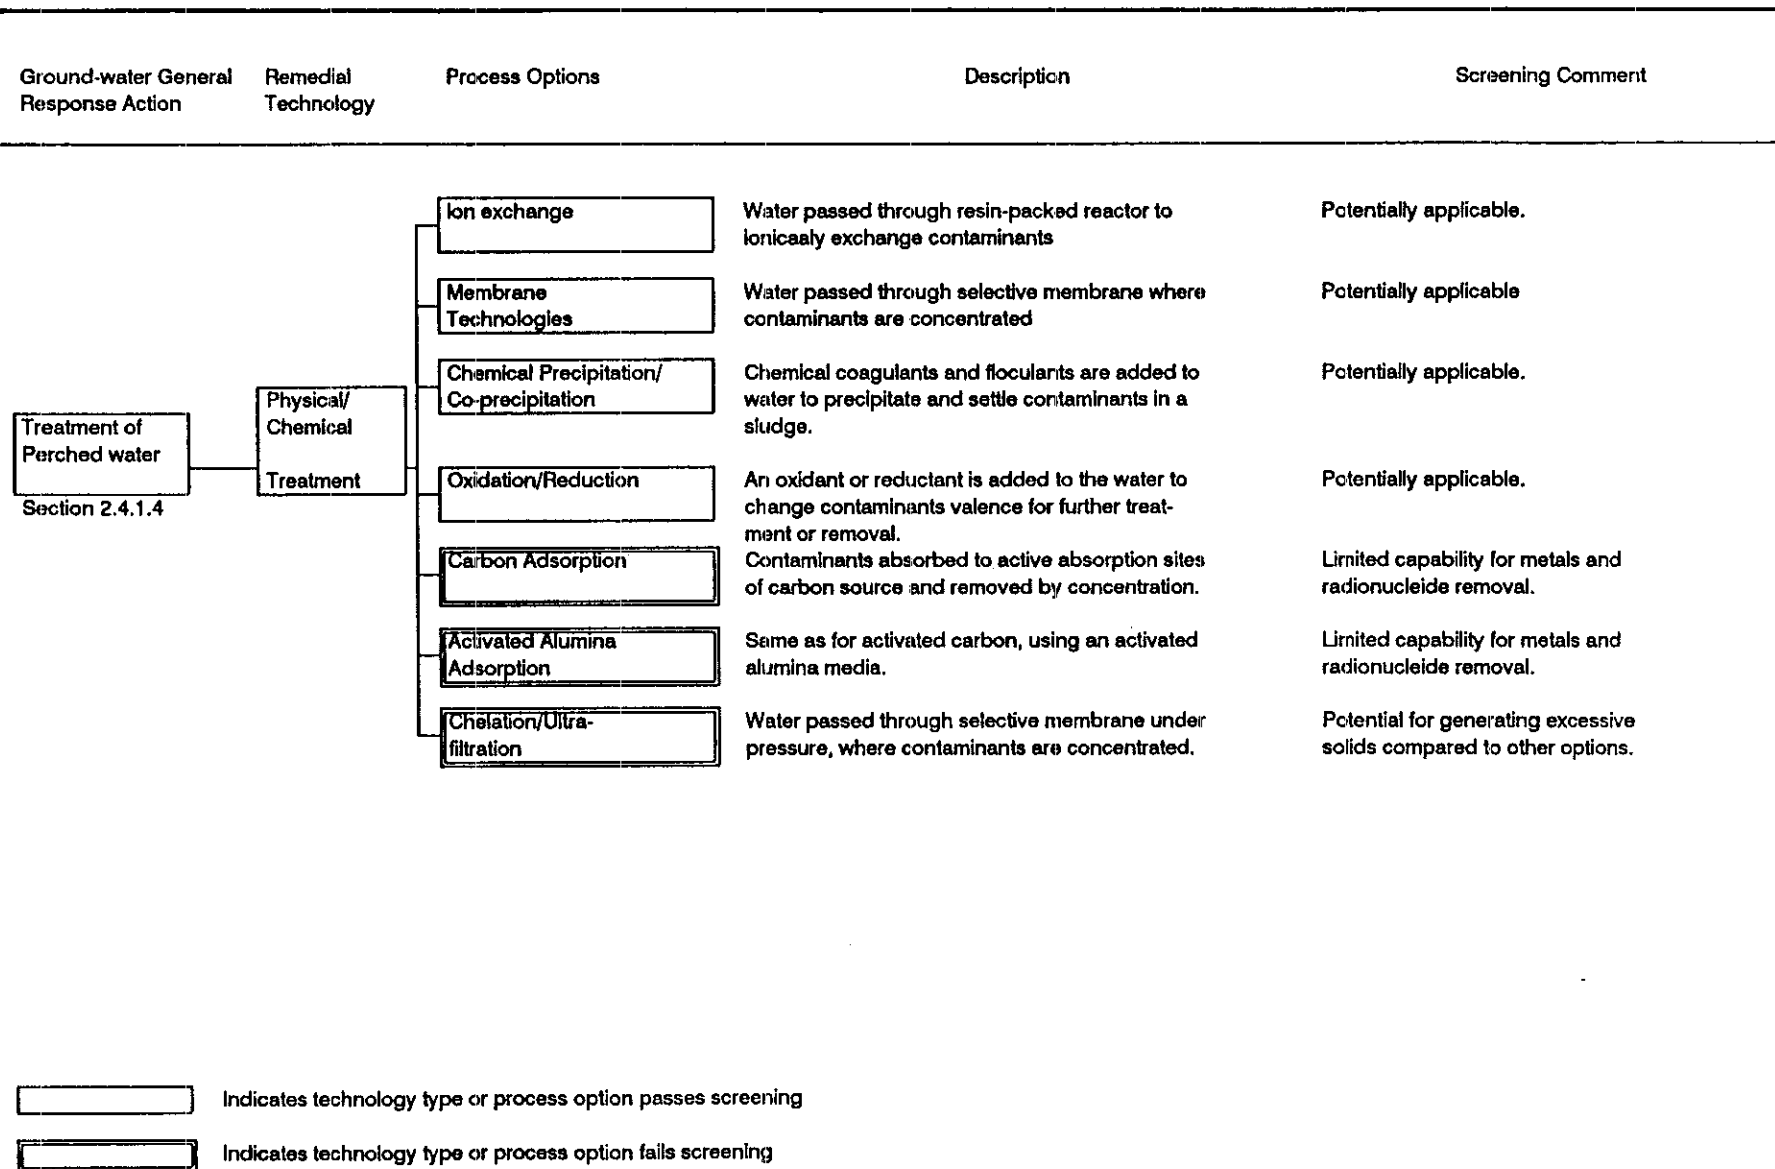 Ground-water General Response Action
Remedial Technology
Process Options
Description
Screening Comment
Treatment of
Perched water
Section 2.4.1.4
Physical/
Chemical
Treatment
Ion exchange
Water passed through resin-packed reactor to
ionicaaly exchange contaminants
Potentially applicable.
Membrane
Technologies
Water passed through selective membrane where
contaminants are concentrated
Potentially applicable
Chemical Precipitation/
Co-precipitation
Chemical coagulants and floculants are added to
water to precipitate and settle contaminants in a
sludge.
Potentially applicable.
Oxidation/Reduction
An oxidant or reductant is added to the water to
change contaminants valence for further treat-
ment or removal.
Potentially applicable.
Carbon Adsorption
Contaminants absorbed to active absorption sites
of carbon source and removed by concentration.
Limited capability for metals and
radionucleide removal.
Activated Alumina
Adsorption
Same as for activated carbon, using an activated
alumina media.
Limited capability for metals and
radionucleide removal.
Chelation/Ultra-
filtration
Water passed through selective membrane under
pressure, where contaminants are concentrated.
Potential for generating excessive
solids compared to other options.
Indicates technology type or process option passes screening
Indicates technology type or process option fails screening